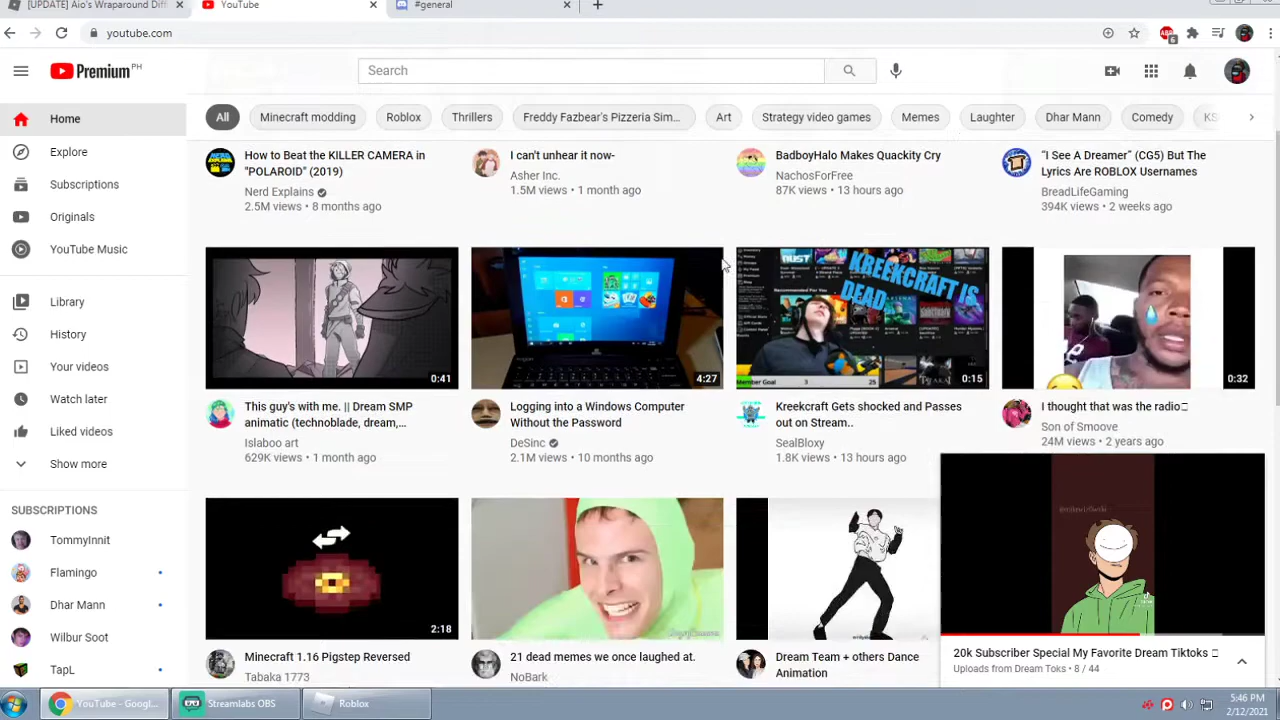 [UPDATE] Aio's Wraparound Diffi
YouTube
#general
youtube.com
6
Premium PH
Search
All
Minecraft modding
Roblox
Thrillers
Freddy Fazbear's Pizzeria Sim...
Art
Strategy video games
Memes
Laughter
Dhar Mann
Comedy
Home
Explore
Subscriptions
Originals
YouTube Music
Library
History
Your videos
Watch later
Liked videos
Show more
SUBSCRIPTIONS
TommyInnit
Flamingo
Dhar Mann
Wilbur Soot
TapL
How to Beat the KILLER CAMERA in
"POLAROID" (2019)
Nerd Explains
2.5M views • 8 months ago
I can't unhear it now-
Asher Inc.
1.5M views • 1 month ago
BadboyHalo Makes Quackity Cry
NachosForFree
87K views • 13 hours ago
“I See A Dreamer” (CG5) But The
Lyrics Are ROBLOX Usernames
BreadLifeGaming
394K views • 2 weeks ago
0:41
This guy's with me. || Dream SMP
animatic (technoblade, dream,...
Islaboo art
629K views • 1 month ago
4:27
Logging into a Windows Computer
Without the Password
DeSinc
2.1M views • 10 months ago
KREEKCRAFT IS
DEAD
Member Goal 3 25
0:15
Kreekcraft Gets shocked and Passes
out on Stream..
SealBloxy
1.8K views • 13 hours ago
0:32
I thought that was the radio
Son of Smoove
24M views • 2 years ago
2:18
Minecraft 1.16 Pigstep Reversed
Tabaka 1773
21 dead memes we once laughed at.
NoBark
Dream Team + others Dance
Animation
20k Subscriber Special My Favorite Dream Tiktoks
Uploads from Dream Toks • 8 / 44
YouTube - Googl...
Streamlabs OBS
Roblox
5:46 PM
2/12/2021